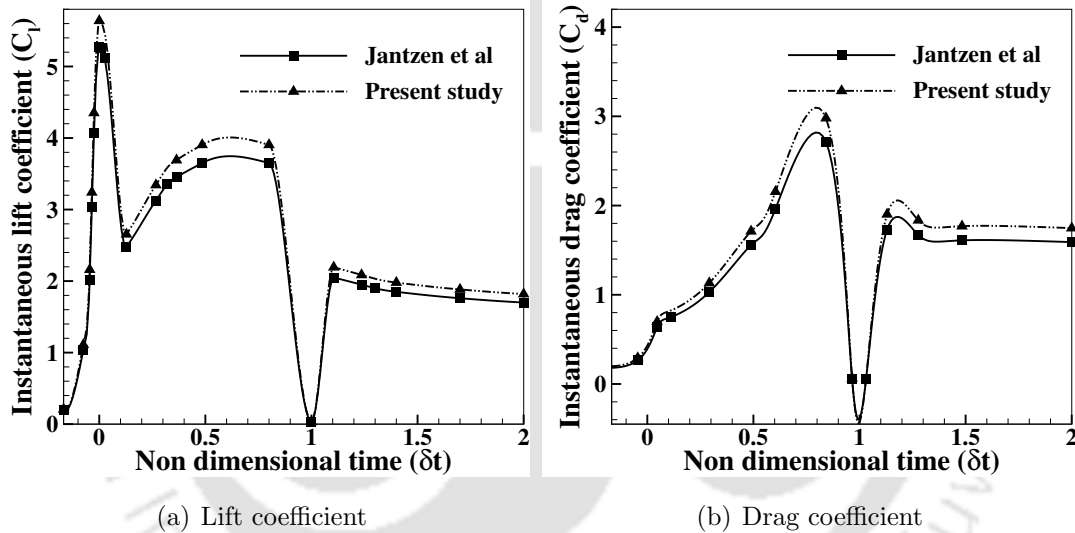 Instantaneous lift coefficient (C_l)
5
4
3
2
1
0
0 0.5 1 1.5 2
Non dimensional time (δt)
Jantzen et al
Present study
(a) Lift coefficient
Instantaneous drag coefficient (C_d)
4
3
2
1
0
0 0.5 1 1.5 2
Non dimensional time (δt)
Jantzen et al
Present study
(b) Drag coefficient